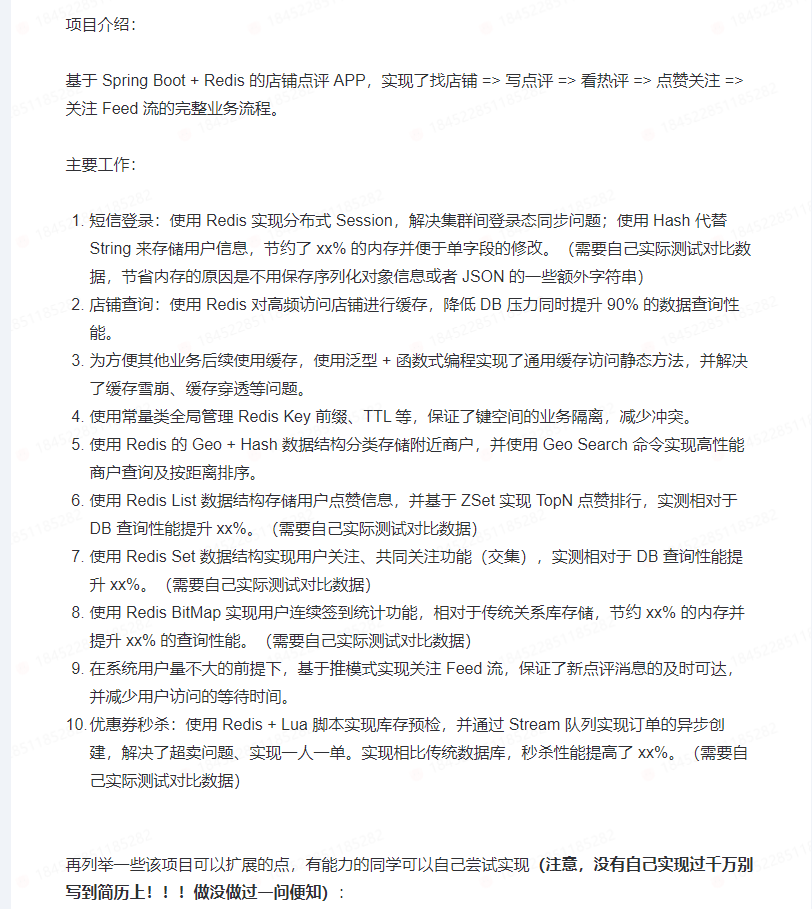 项目介绍：
基于 Spring Boot + Redis 的店铺点评 APP，实现了找店铺 => 写点评 => 看热评 => 点赞关注 =>
关注 Feed 流的完整业务流程。
主要工作：
1. 短信登录：使用 Redis 实现分布式 Session，解决集群间登录态同步问题；使用 Hash 代替
String 来存储用户信息，节约了 xx% 的内存并便于单字段的修改。（需要自己实际测试对比数
据，节省内存的原因是不用保存序列化对象信息或者 JSON 的一些额外字符串）
2. 店铺查询：使用 Redis 对高频访问店铺进行缓存，降低 DB 压力同时提升 90% 的数据查询性
能。
3. 为方便其他业务后续使用缓存，使用泛型 + 函数式编程实现了通用缓存访问静态方法，并解决
了缓存雪崩、缓存穿透等问题。
4. 使用常量类全局管理 Redis Key 前缀、TTL 等，保证了键空间的业务隔离，减少冲突。
5. 使用 Redis 的 Geo + Hash 数据结构分类存储附近商户，并使用 Geo Search 命令实现高性能
商户查询及按距离排序。
6. 使用 Redis List 数据结构存储用户点赞信息，并基于 ZSet 实现 TopN 点赞排行，实测相对于
DB 查询性能提升 xx%。（需要自己实际测试对比数据）
7. 使用 Redis Set 数据结构实现用户关注、共同关注功能（交集），实测相对于 DB 查询性能提
升 xx%。（需要自己实际测试对比数据）
8. 使用 Redis BitMap 实现用户连续签到统计功能，相对于传统关系库存储，节约 xx% 的内存并
提升 xx% 的查询性能。（需要自己实际测试对比数据）
9. 在系统用户量不大的前提下，基于推模式实现关注 Feed 流，保证了新点评消息的及时可达，
并减少用户访问的等待时间。
10. 优惠券秒杀：使用 Redis + Lua 脚本实现库存预检，并通过 Stream 队列实现订单的异步创
建，解决了超卖问题、实现一人一单。实现相比传统数据库，秒杀性能提高了 xx%。（需要自
己实际测试对比数据）
再列举一些该项目可以扩展的点，有能力的同学可以自己尝试实现（注意，没有自己实现过千万别
写到简历上！！！做没做过一问便知）：